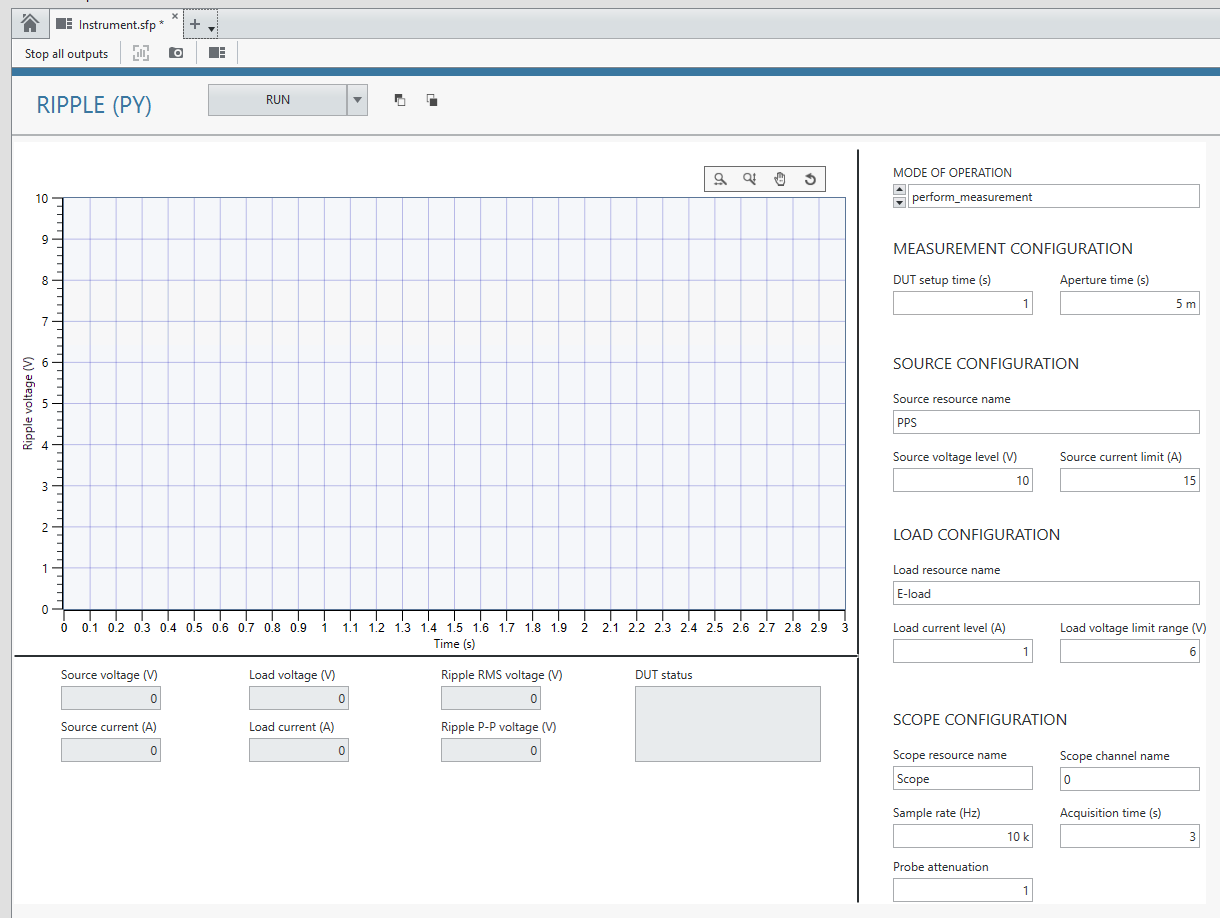 Instrument.sfp *
Stop all outputs
RIPPLE (PY)
RUN
10
9
8
7
6
5
4
3
2
1
0
Ripple voltage (V)
0 0.1 0.2 0.3 0.4 0.5 0.6 0.7 0.8 0.9 1 1.1 1.2 1.3 1.4 1.5 1.6 1.7 1.8 1.9 2 2.1 2.2 2.3 2.4 2.5 2.6 2.7 2.8 2.9 3
Time (s)
Source voltage (V) Load voltage (V) Ripple RMS voltage (V) DUT status
0 0 0
Source current (A) Load current (A) Ripple P-P voltage (V)
0 0 0
MODE OF OPERATION
perform_measurement
MEASUREMENT CONFIGURATION
DUT setup time (s) Aperture time (s)
1 5 m
SOURCE CONFIGURATION
Source resource name
PPS
Source voltage level (V) Source current limit (A)
10 15
LOAD CONFIGURATION
Load resource name
E-load
Load current level (A) Load voltage limit range (V)
1 6
SCOPE CONFIGURATION
Scope resource name Scope channel name
Scope 0
Sample rate (Hz) Acquisition time (s)
10 k 3
Probe attenuation
1